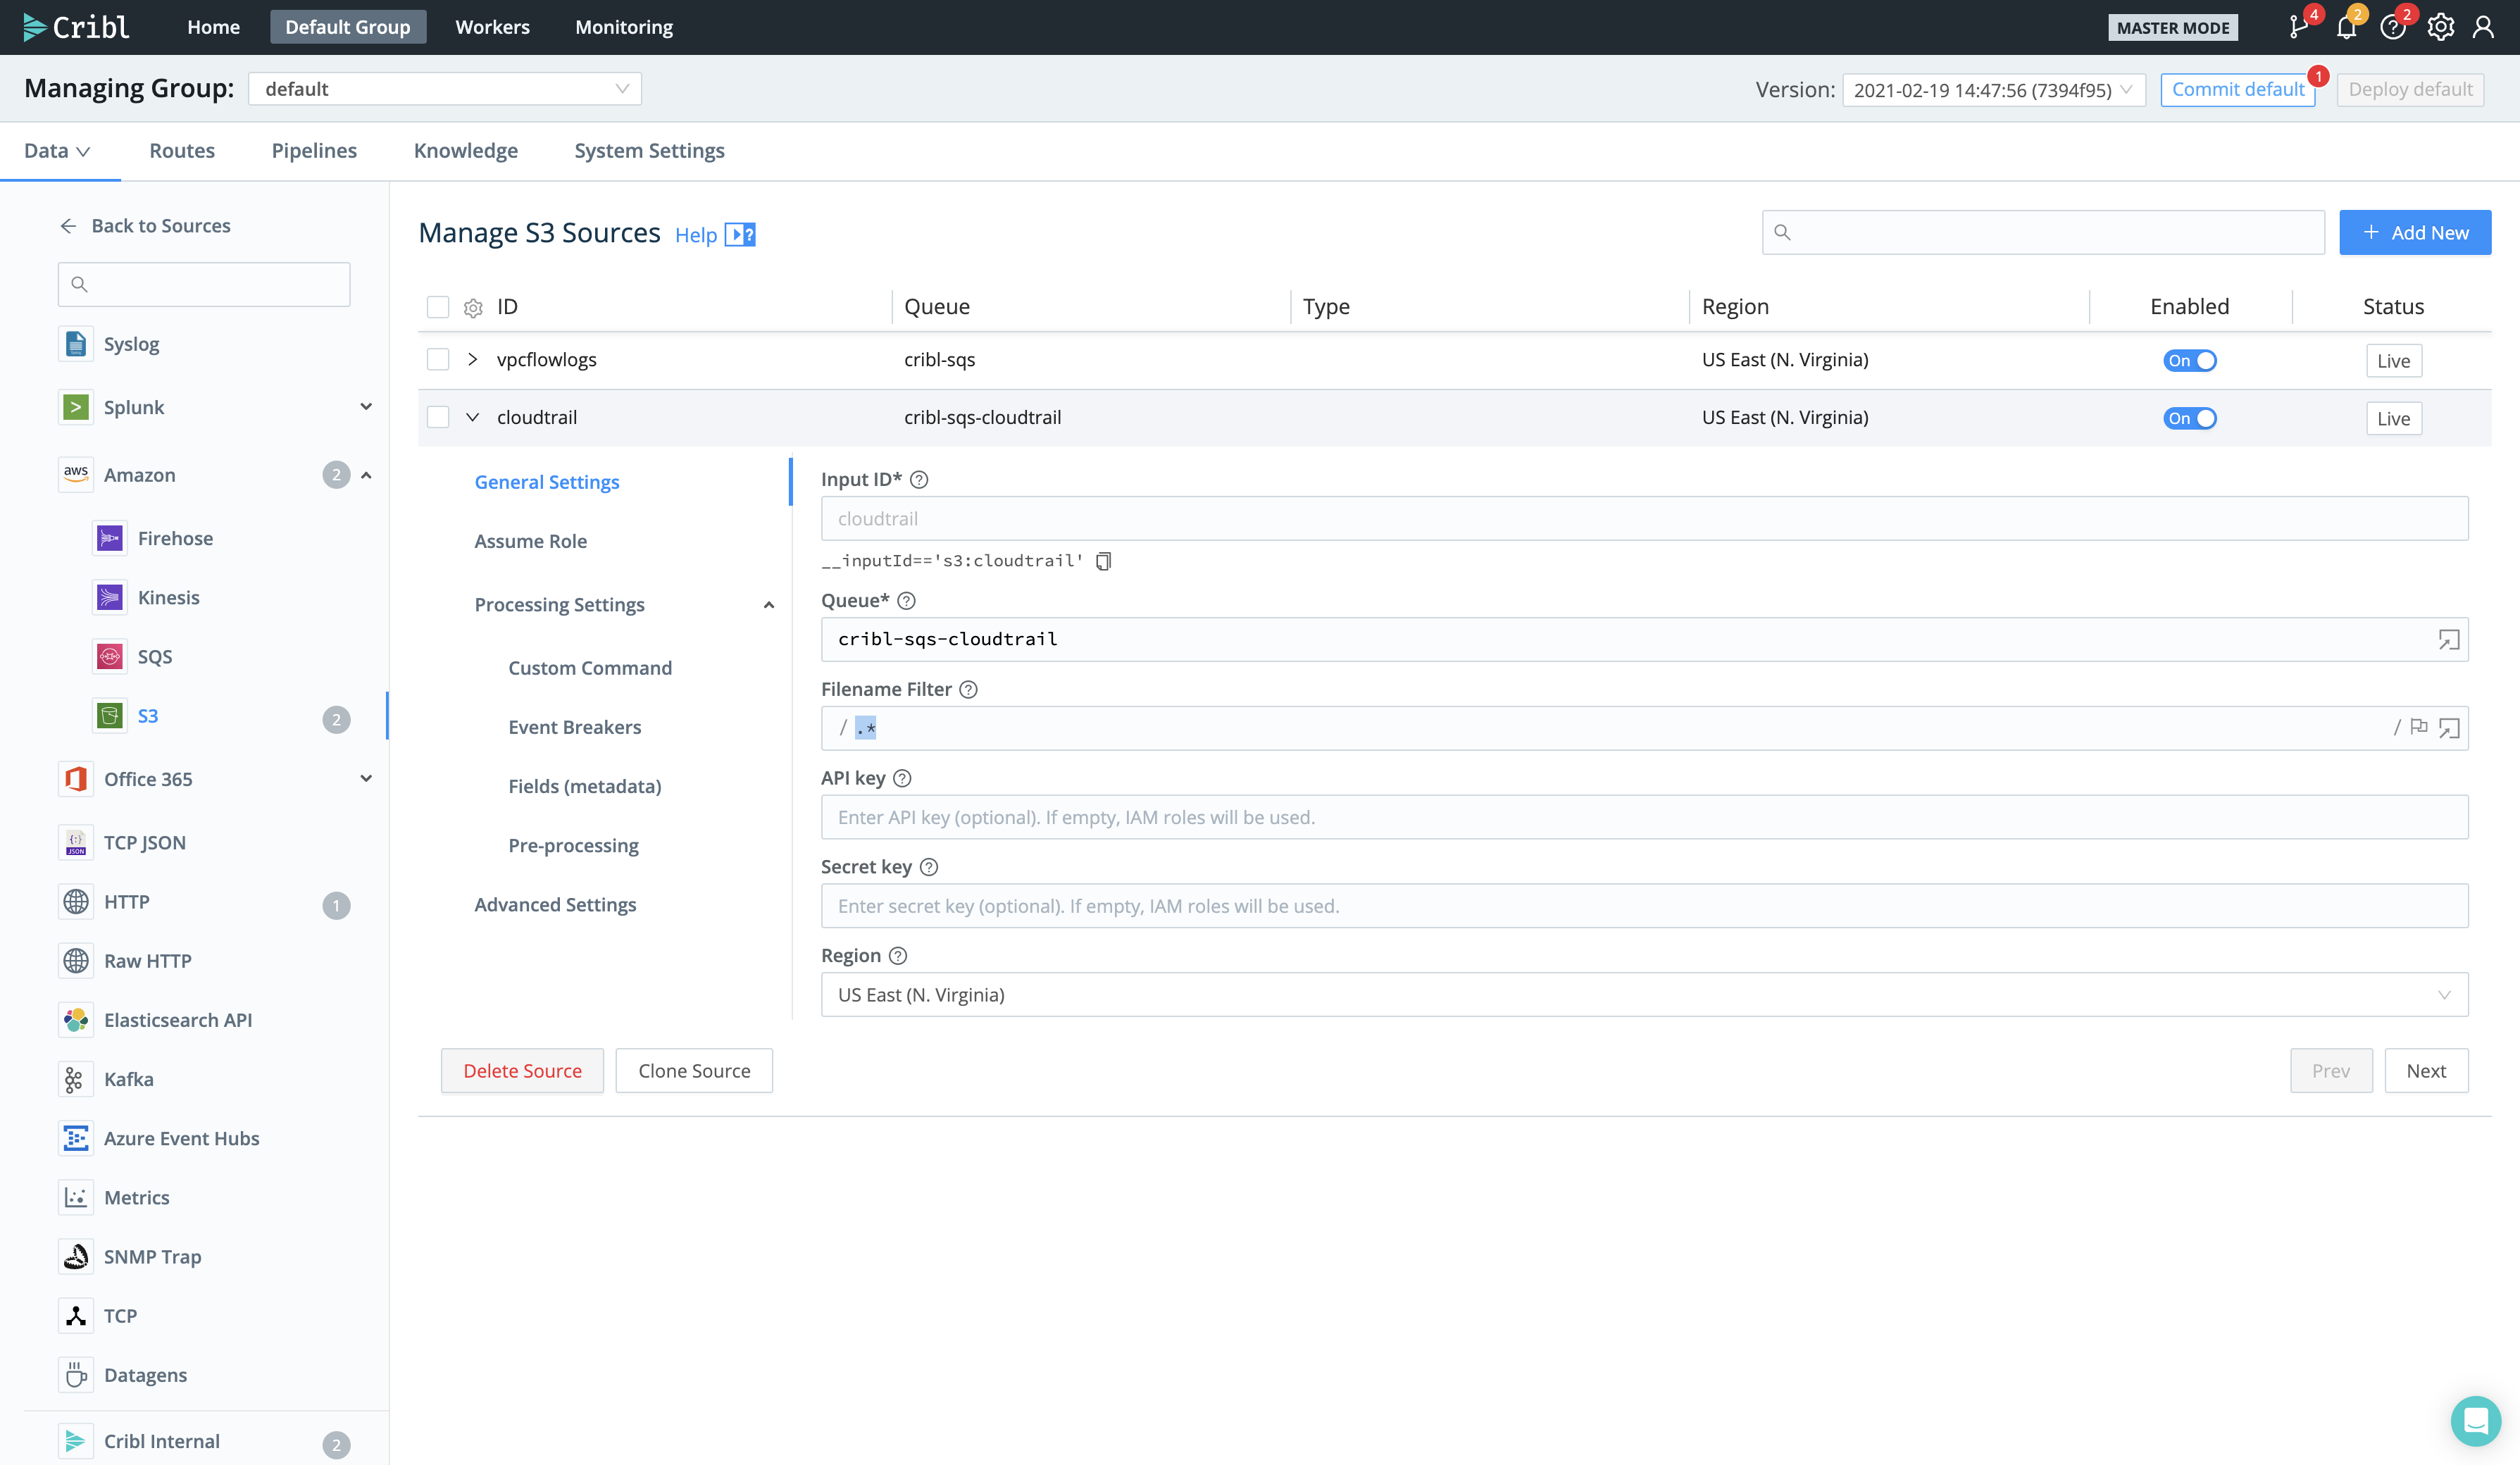 Cribl Home Default Group Workers Monitoring MASTER MODE 4 2 2
Managing Group: default Version: 2021-02-19 14:47:56 (7394f95) Commit default 1 Deploy default
Data Routes Pipelines Knowledge System Settings
Back to Sources
Syslog
Splunk
aws Amazon 2
Firehose
Kinesis
SQS
S3 2
Office 365
JSON TCP JSON
HTTP 1
Raw HTTP
Elasticsearch API
Kafka
Azure Event Hubs
Metrics
SNMP Trap
TCP
Datagens
Cribl Internal 2
Manage S3 Sources Help ? Add New
ID Queue Type Region Enabled Status
vpcflowlogs cribl-sqs US East (N. Virginia) On Live
cloudtrail cribl-sqs-cloudtrail US East (N. Virginia) On Live
General Settings
Assume Role
Processing Settings
Custom Command
Event Breakers
Fields (metadata)
Pre-processing
Advanced Settings
Input ID* ?
cloudtrail
__inputId=='s3:cloudtrail'
Queue* ?
cribl-sqs-cloudtrail
Filename Filter ?
/ .* /
API key ?
Enter API key (optional). If empty, IAM roles will be used.
Secret key ?
Enter secret key (optional). If empty, IAM roles will be used.
Region ?
US East (N. Virginia)
Delete Source Clone Source Prev Next